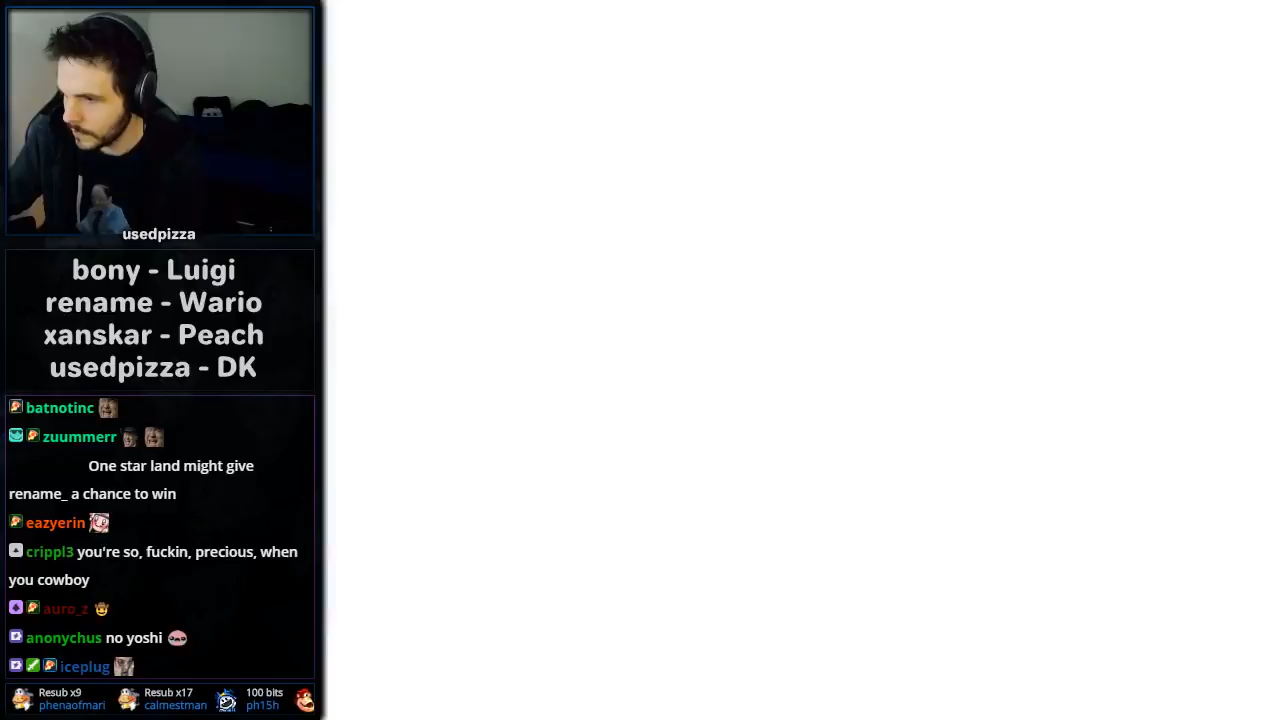 usedpizza
bony - Luigi
rename - Wario
xanskar - Peach
usedpizza - DK
batnotinc
zuummerr
One star land might give
rename_ a chance to win
eazyerin
crippl3 you're so, fuckin, precious, when
you cowboy
auro_z
anonychus no yoshi
iceplug
Resub x9 Resub x17 100 bits
phenaofmari calmestman ph15h